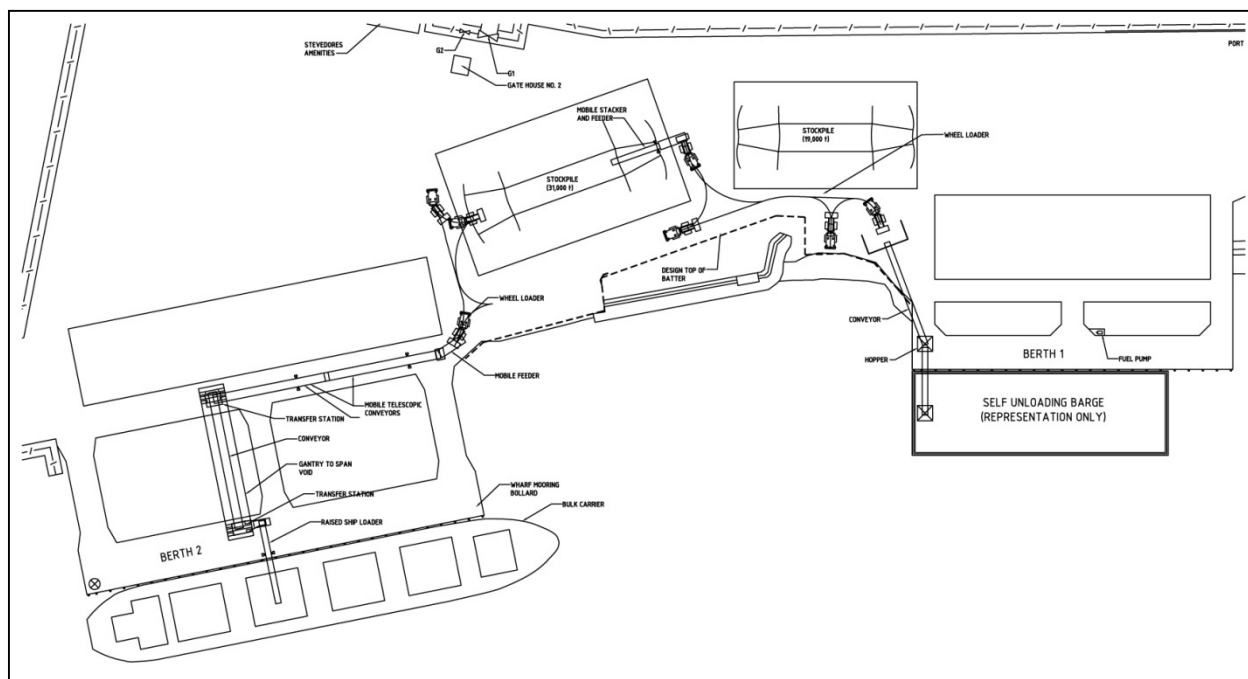 STEVEDORES
AMENITIES
G2
G1
GATE HOUSE NO. 2
PORT
MOBILE STACKER
AND FEEDER
STOCKPILE
(19,000 t)
WHEEL LOADER
STOCKPILE
(31,000 t)
DESIGN TOP OF
BATTER
WHEEL LOADER
CONVEYOR
HOPPER
BERTH 1
FUEL PUMP
MOBILE FEEDER
MOBILE TELESCOPIC
CONVEYORS
TRANSFER STATION
SELF UNLOADING BARGE
(REPRESENTATION ONLY)
CONVEYOR
GANTRY TO SPAN
VOID
TRANSFER STATION
WHARF MOORING
BOLLARD
BULK CARRIER
RAISED SHIP LOADER
BERTH 2